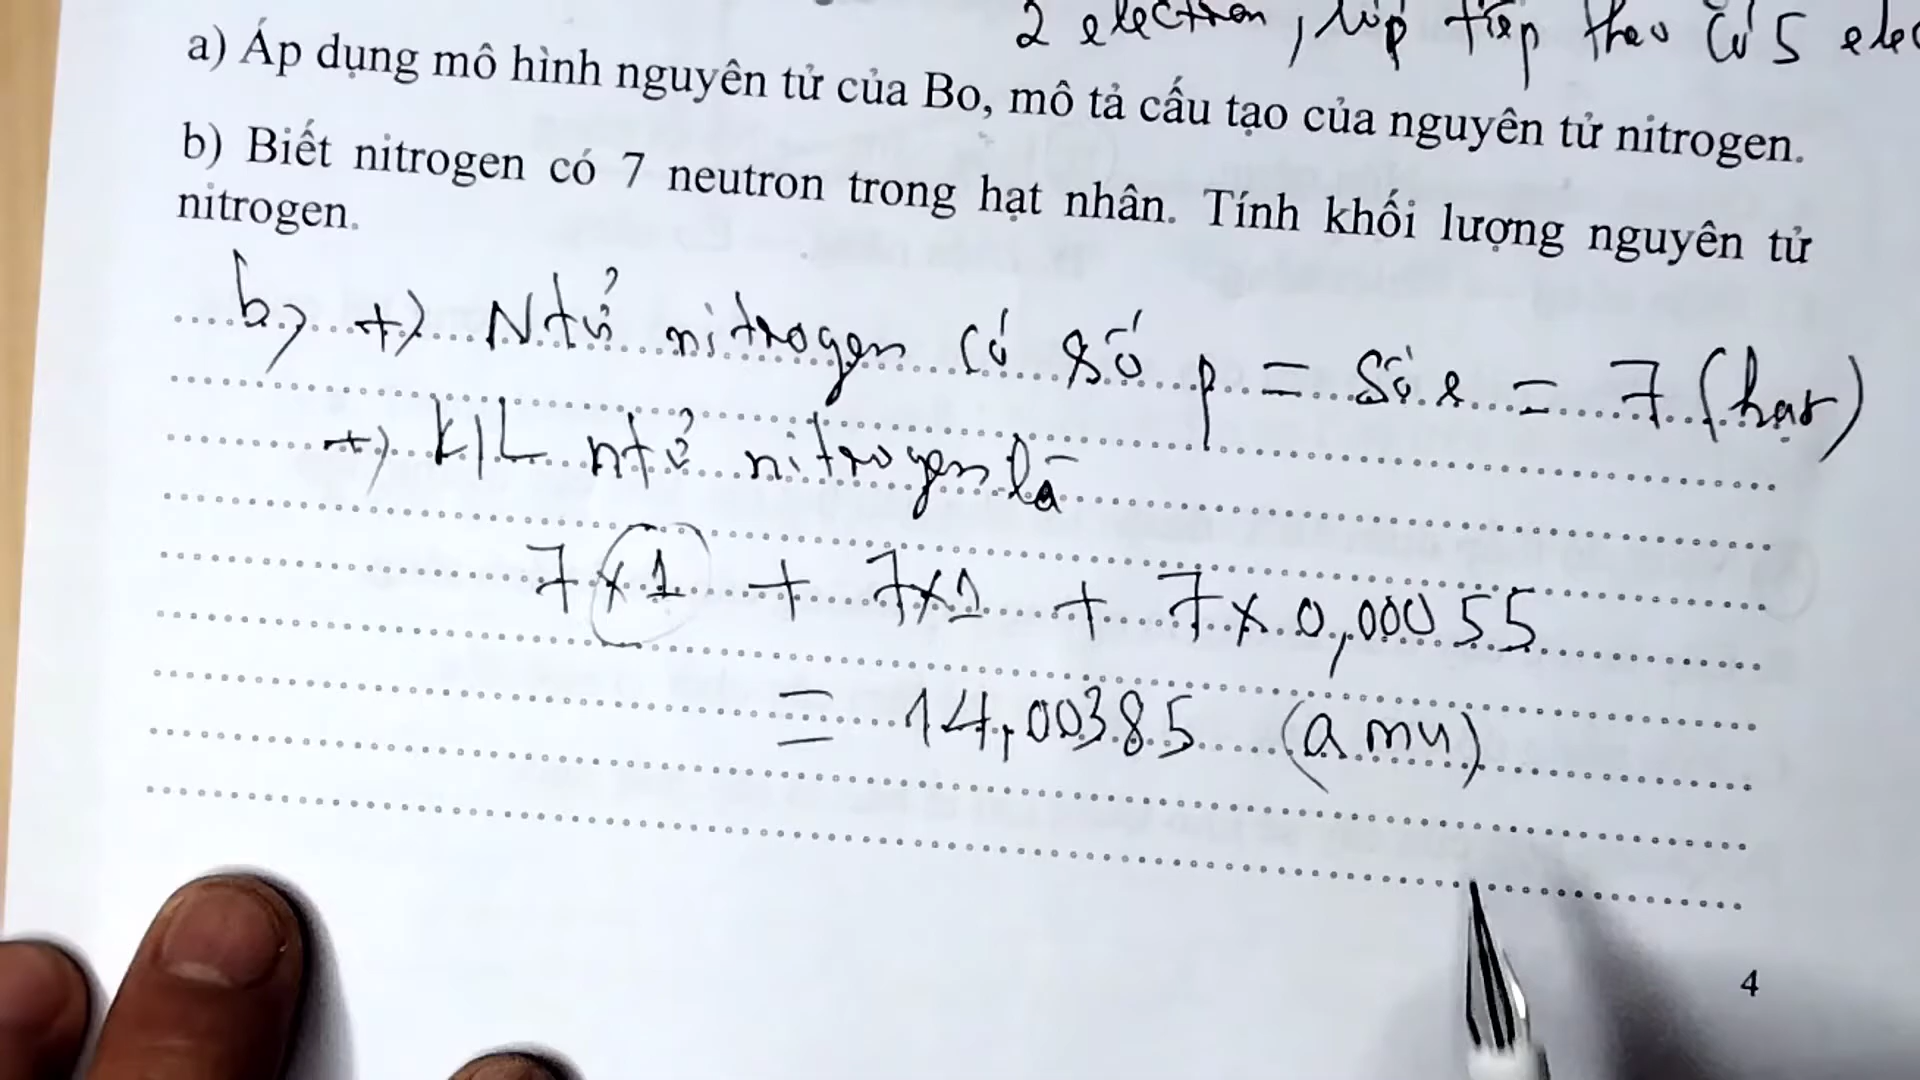 2 electron, lớp tiếp theo có 5 elec
a) Áp dụng mô hình nguyên tử của Bo, mô tả cấu tạo của nguyên tử nitrogen.
b) Biết nitrogen có 7 neutron trong hạt nhân. Tính khối lượng nguyên tử
nitrogen.
b) +) Ntử nitrogen có số p = số e = 7 (hạt)
+) KL ntử nitrogen là
7 x 1 + 7 x 1 + 7 x 0,00055
= 14,00385 (amu)
4